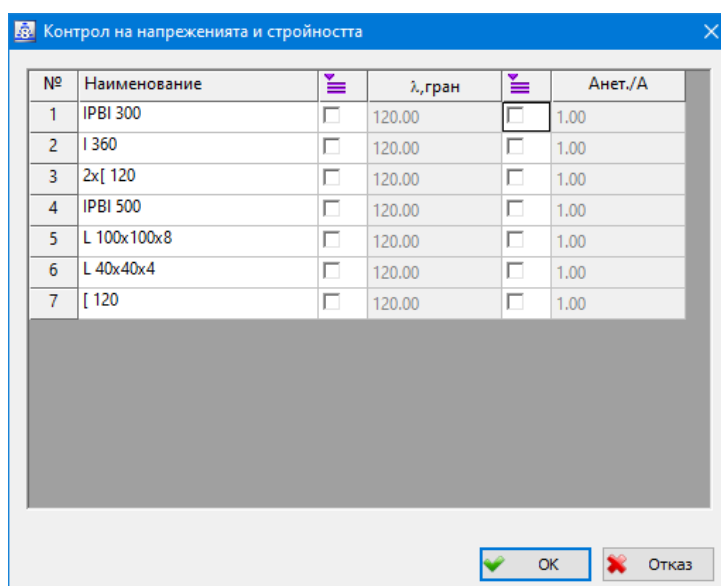 Контрол на напреженията и стройността
№ Наименование λ,гран Анет./А
1 IPBI 300 120.00 1.00
2 I 360 120.00 1.00
3 2x[ 120 120.00 1.00
4 IPBI 500 120.00 1.00
5 L 100x100x8 120.00 1.00
6 L 40x40x4 120.00 1.00
7 [ 120 120.00 1.00
OK Отказ